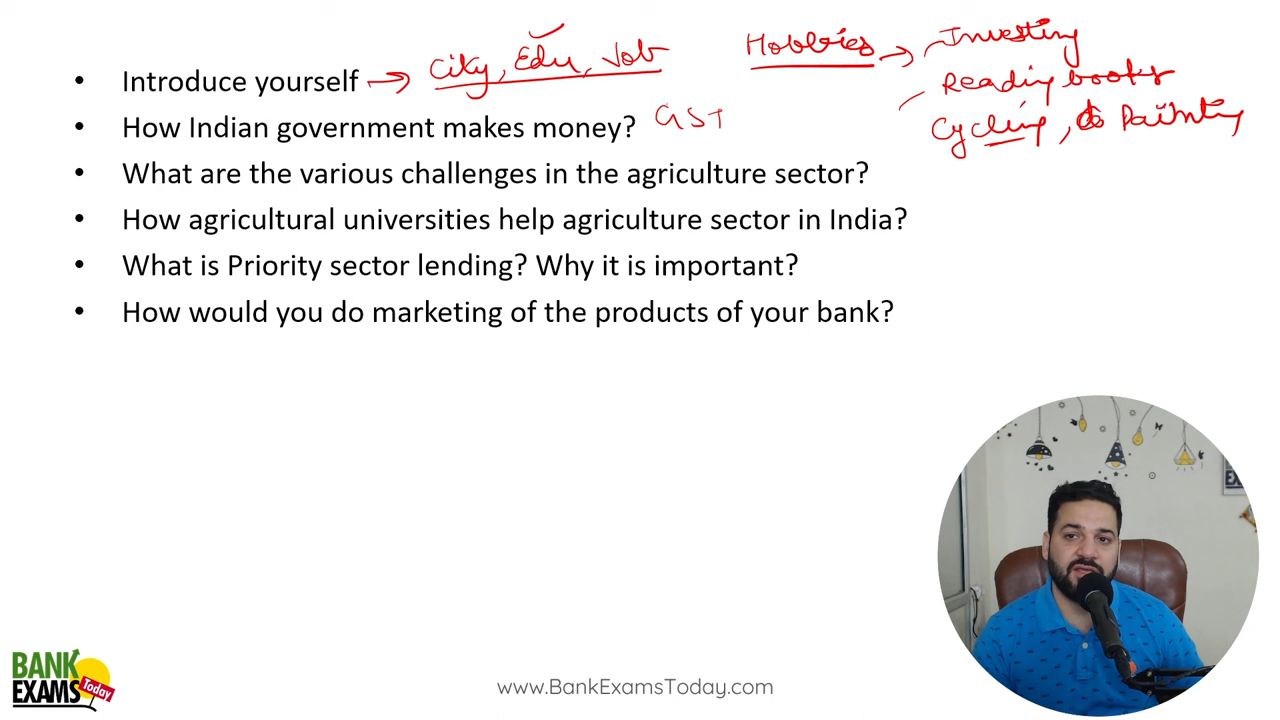 • Introduce yourself → City, Edu, Job
Hobbies → Investing
Reading books
Cycling, Painting
• How Indian government makes money? GST
• What are the various challenges in the agriculture sector?
• How agricultural universities help agriculture sector in India?
• What is Priority sector lending? Why it is important?
• How would you do marketing of the products of your bank?
BANK
EXAMS Today
www.BankExamsToday.com